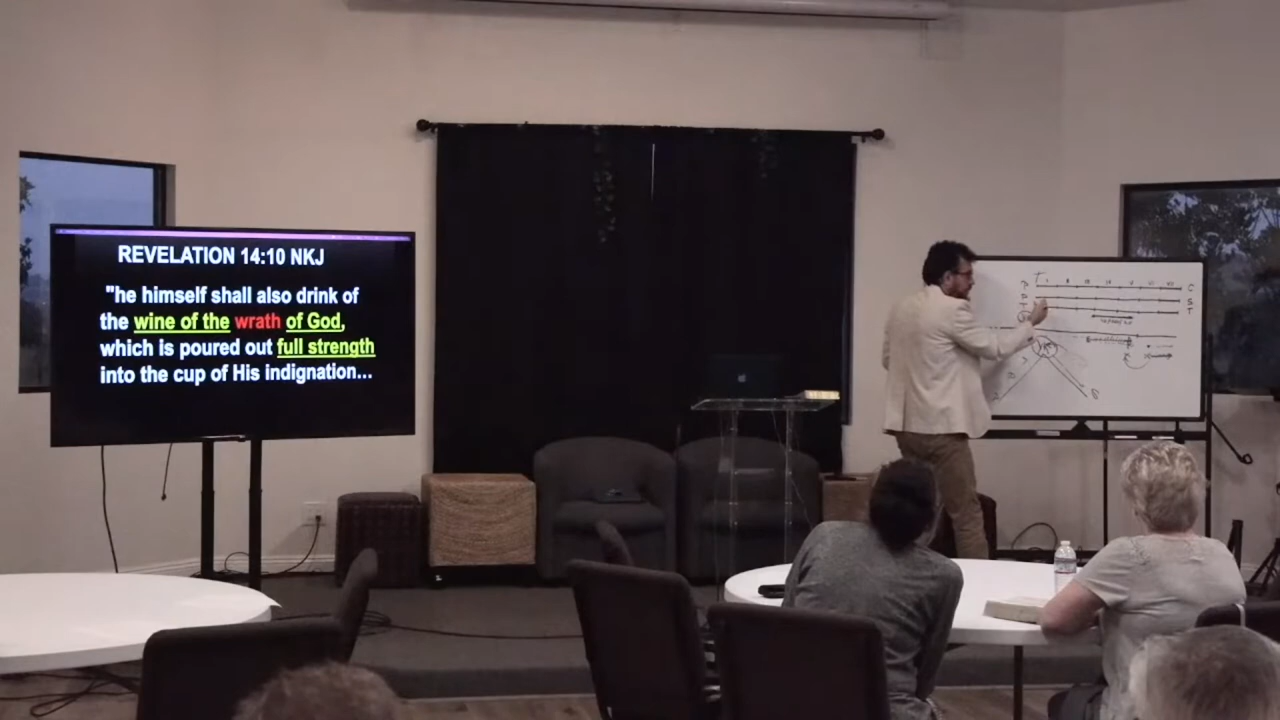 REVELATION 14:10 NKJ
"he himself shall also drink of
the wine of the wrath of God,
which is poured out full strength
into the cup of His indignation...
T
C
S
T